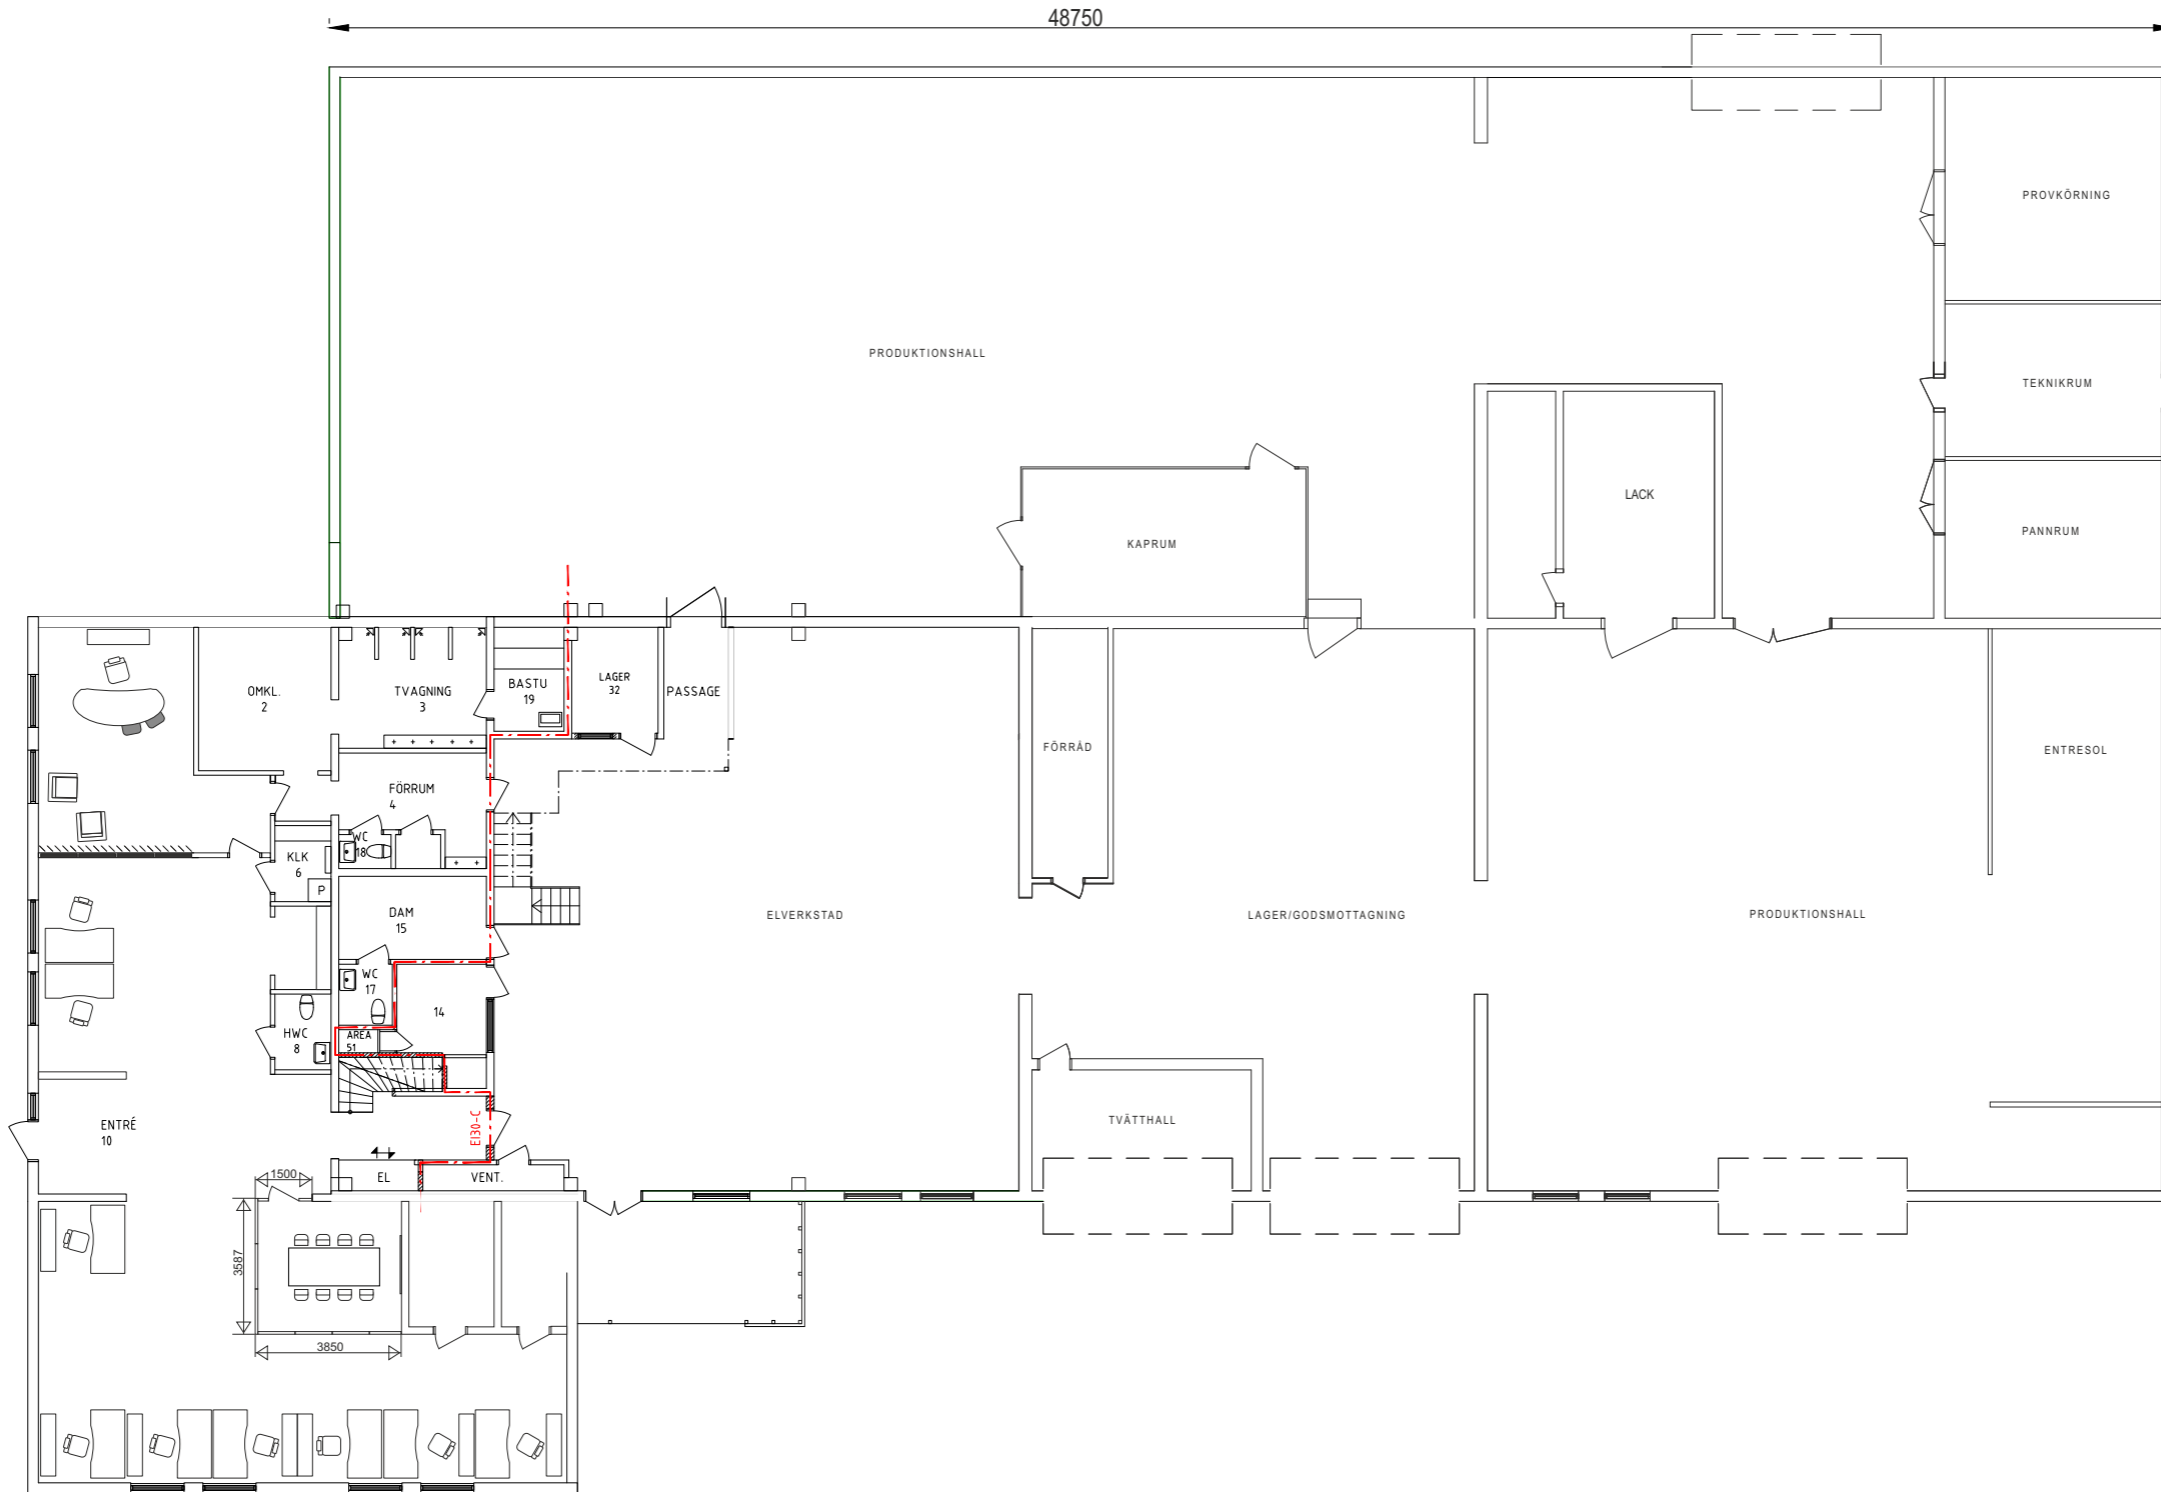 48750
PROVKÖRNING
PRODUKTIONSHALL
TEKNIKRUM
LACK
PANNRUM
KAPRUM
OMKL.
2
TVAGNING
3
BASTU
19
LAGER
32
PASSAGE
FÖRRÅD
ENTRESOL
FÖRRUM
4
WC
18
KLK
6
P
DAM
15
ELVERKSTAD
LAGER/GODSMOTTAGNING
PRODUKTIONSHALL
WC
17
14
HWC
8
AREA
51
ENTRÉ
10
EI30-C
TVÄTTHALL
EL
VENT.
1500
3587
3850